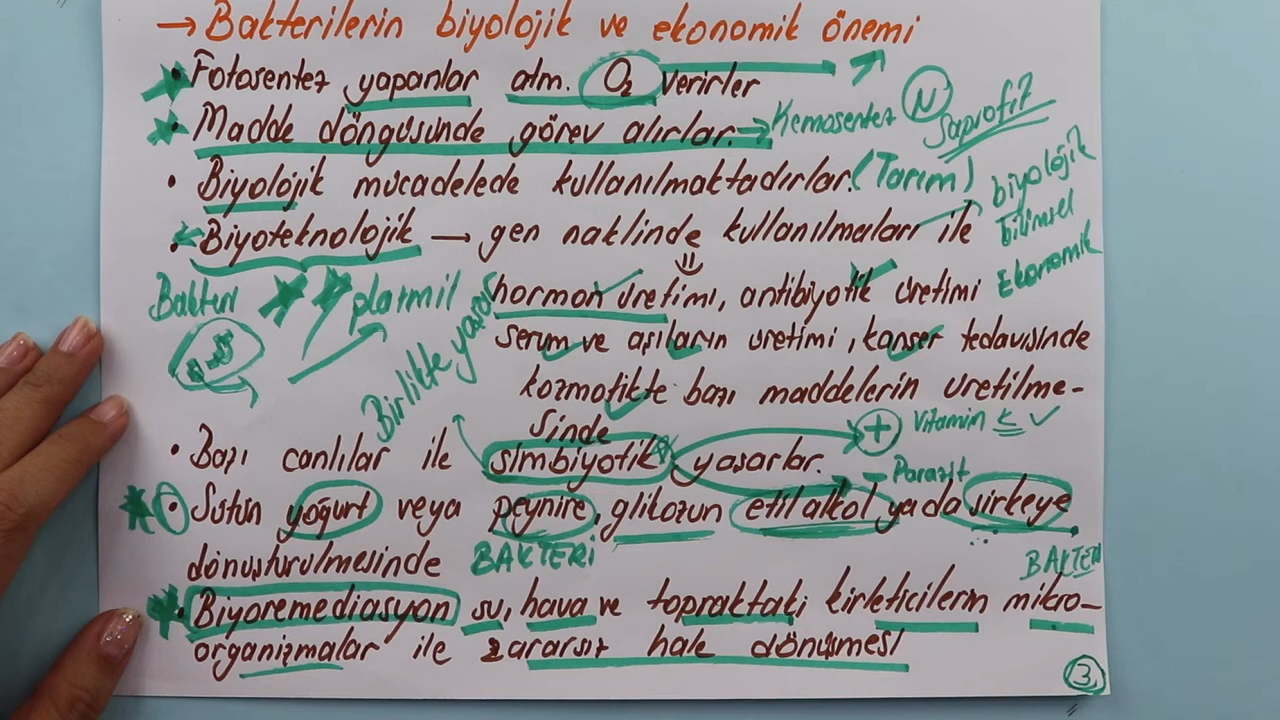 → Bakterilerin biyolojik ve ekonomik önemi
• Fotosentez yapanlar atm. O₂ verirler
• Madde döngüsünde görev alırlar. → Kemosentez N Saprofit
• Biyolojik mücadelede kullanılmaktadırlar. (Tarım)
biyolojik
bilimsel
Ekonomik
• Biyoteknolojik — gen naklinde kullanılmaları ile
Bakteri
plazmit
hormon üretimi, antibiyotik üretimi
serum ve aşıların üretimi, kanser tedavisinde
kozmetikte bazı maddelerin üretilme-
sinde
Birlikte yaşar
+ Vitamin K
• Bazı canlılar ile simbiyotik yaşarlar.
- Parazit
• Sütün yoğurt veya peynire, glikozun etil alkol yada sirkeye
dönüştürülmesinde BAKTERİ
BAKTERİ
• Biyoremediasyon su, hava ve topraktaki kirleticilerin mikro-
organizmalar ile zararsız hale dönüşmesi
3